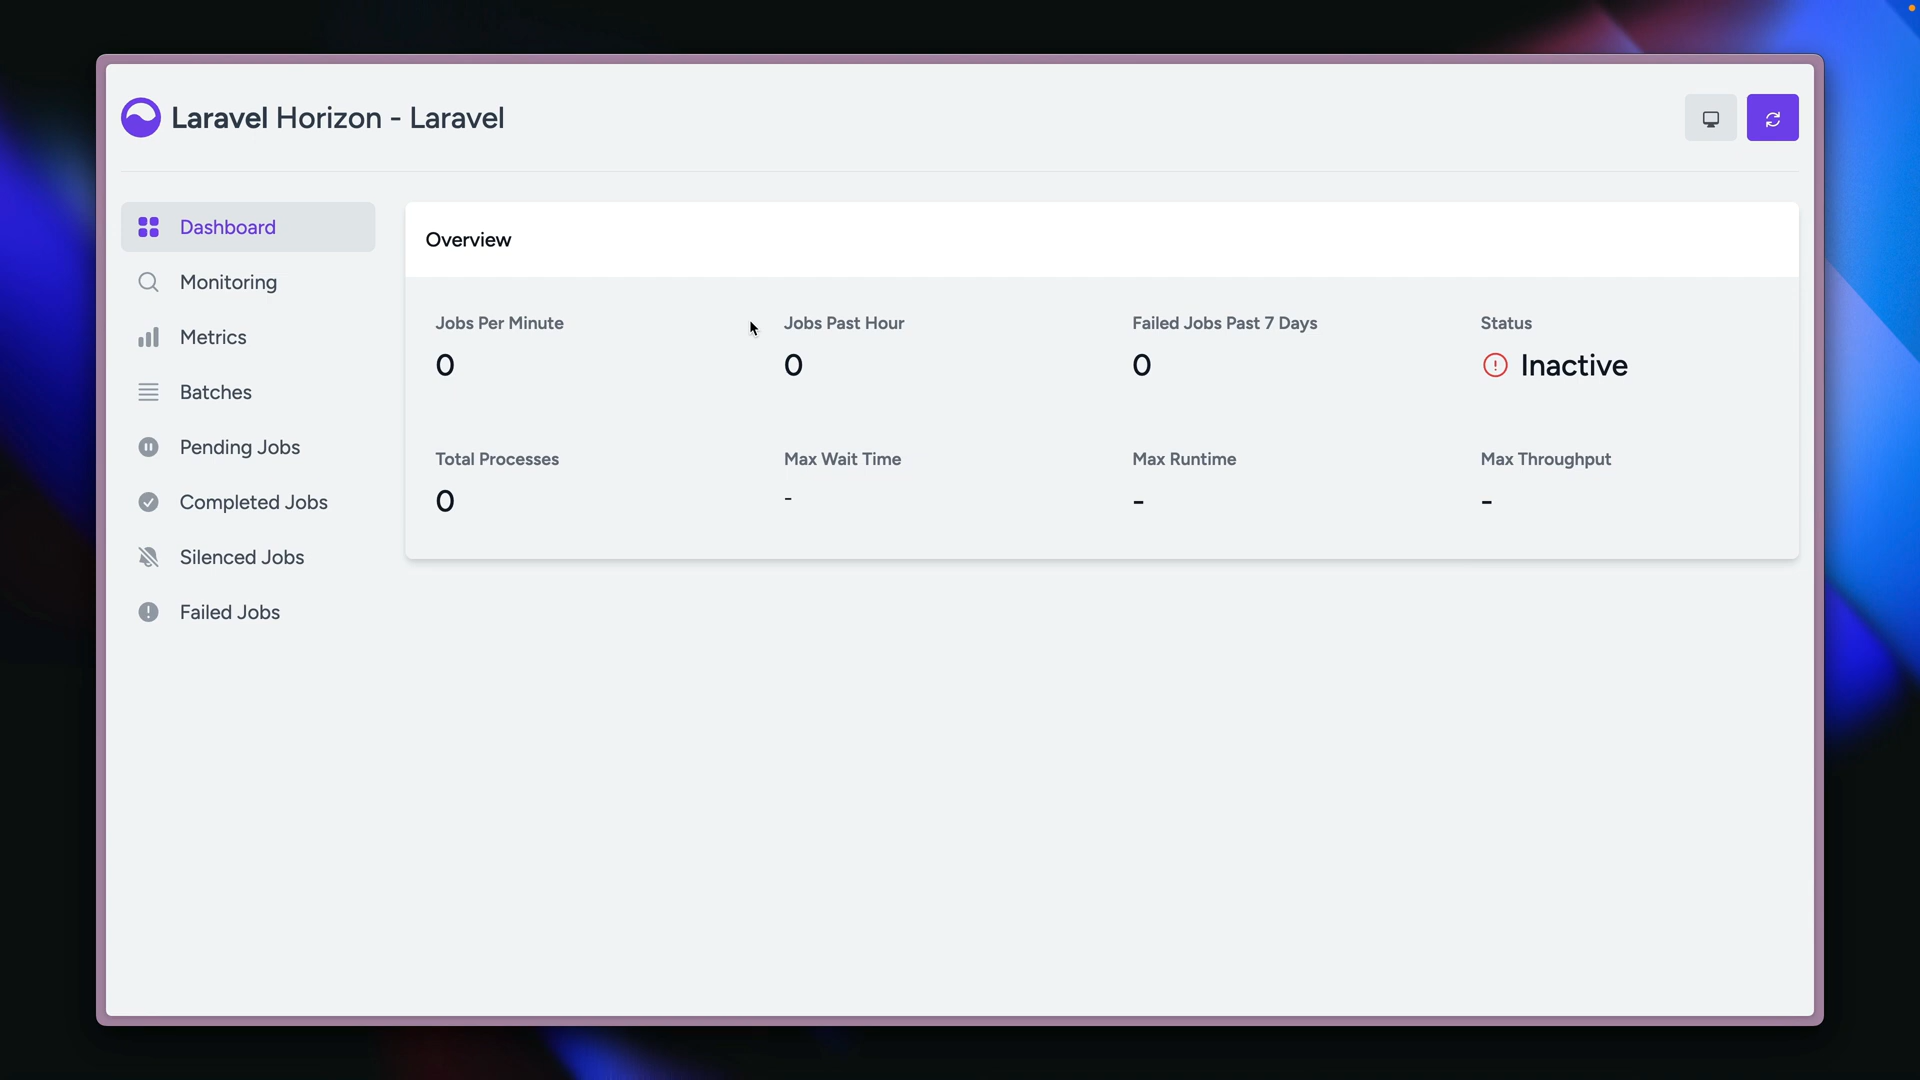 Laravel Horizon - Laravel
Dashboard
Monitoring
Metrics
Batches
Pending Jobs
Completed Jobs
Silenced Jobs
Failed Jobs
Overview
Jobs Per Minute
0
Jobs Past Hour
0
Failed Jobs Past 7 Days
0
Status
Inactive
Total Processes
0
Max Wait Time
-
Max Runtime
-
Max Throughput
-